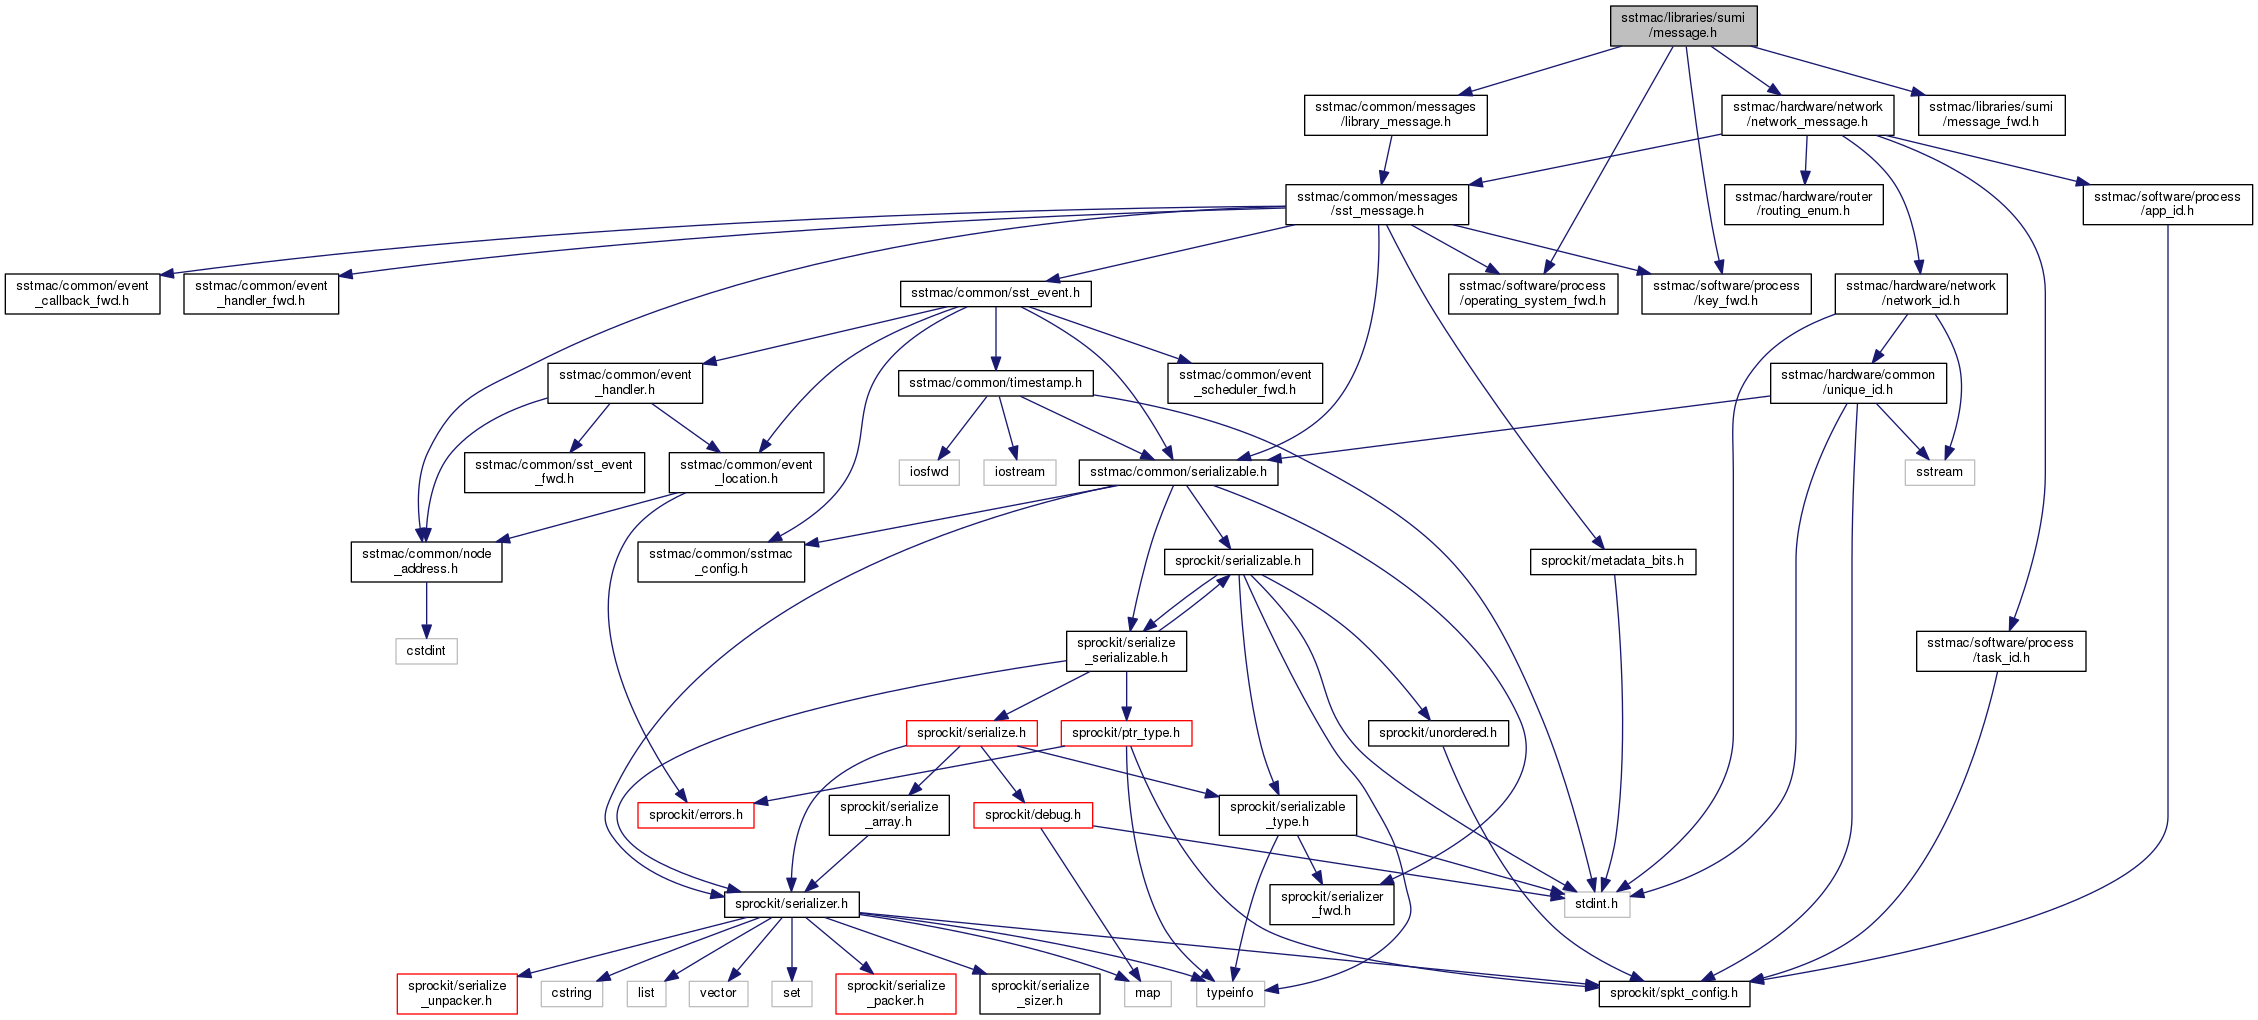 sstmac/libraries/sumi
/message.h
sstmac/common/messages
/library_message.h
sstmac/hardware/network
/network_message.h
sstmac/libraries/sumi
/message_fwd.h
sstmac/common/messages
/sst_message.h
sstmac/hardware/router
/routing_enum.h
sstmac/software/process
/app_id.h
sstmac/common/event
_callback_fwd.h
sstmac/common/event
_handler_fwd.h
sstmac/common/sst_event.h
sstmac/software/process
/operating_system_fwd.h
sstmac/software/process
/key_fwd.h
sstmac/hardware/network
/network_id.h
sstmac/common/event
_handler.h
sstmac/common/timestamp.h
sstmac/common/event
_scheduler_fwd.h
sstmac/hardware/common
/unique_id.h
sstmac/common/sst_event
_fwd.h
sstmac/common/event
_location.h
iosfwd
iostream
sstmac/common/serializable.h
sstream
sstmac/common/node
_address.h
sstmac/common/sstmac
_config.h
sprockit/serializable.h
sprockit/metadata_bits.h
cstdint
sprockit/serialize
_serializable.h
sstmac/software/process
/task_id.h
sprockit/serialize.h
sprockit/ptr_type.h
sprockit/unordered.h
sprockit/errors.h
sprockit/serialize
_array.h
sprockit/debug.h
sprockit/serializable
_type.h
sprockit/serializer.h
sprockit/serializer
_fwd.h
stdint.h
sprockit/serialize
_unpacker.h
cstring
list
vector
set
sprockit/serialize
_packer.h
sprockit/serialize
_sizer.h
map
typeinfo
sprockit/spkt_config.h